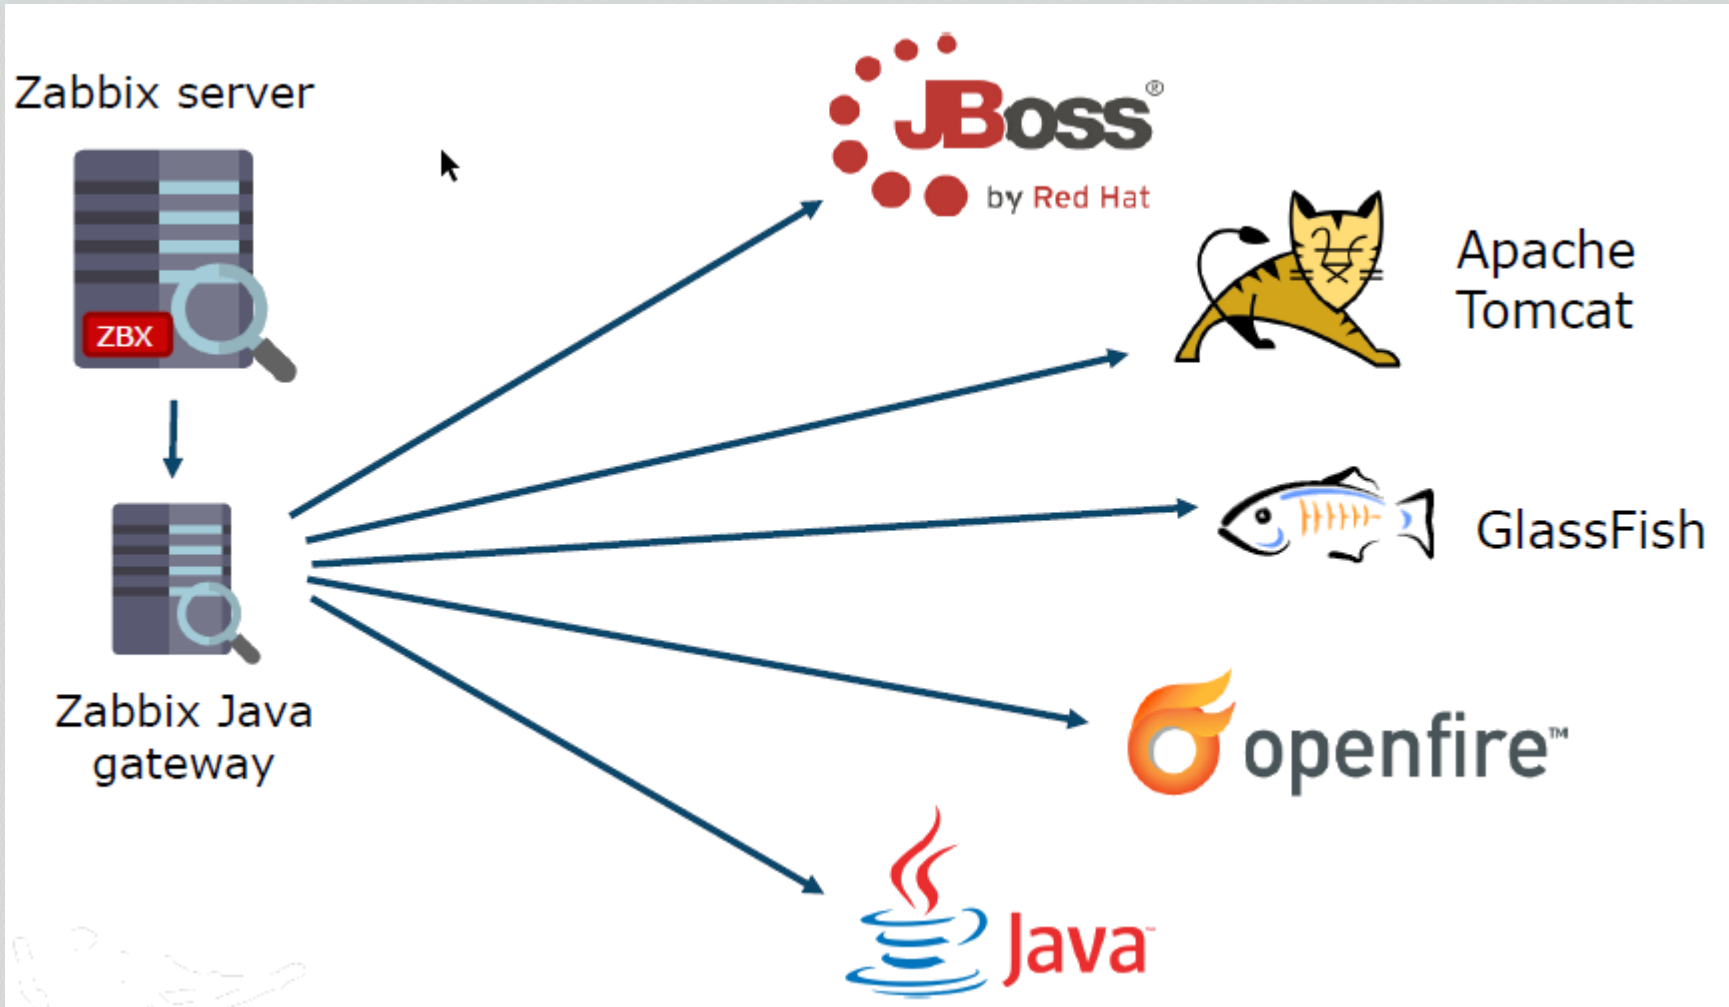 Zabbix server
ZBX
Zabbix Java
gateway
JBoss®
by Red Hat
Apache
Tomcat
GlassFish
openfire™
Java™